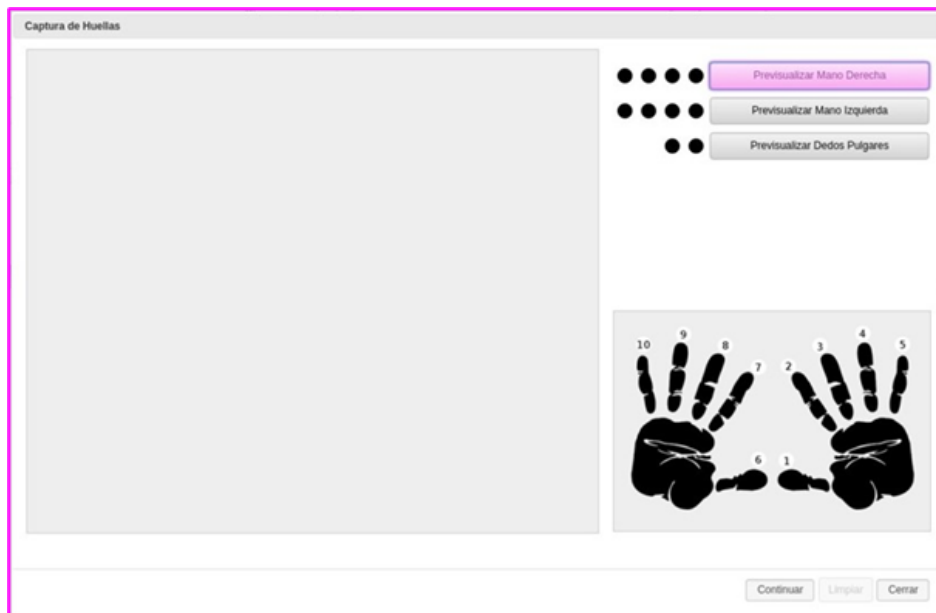 Captura de Huellas
Previsualizar Mano Derecha
Previsualizar Mano Izquierda
Previsualizar Dedos Pulgares
10 9 8 7 2 3 4 5
6 1
Continuar Limpiar Cerrar